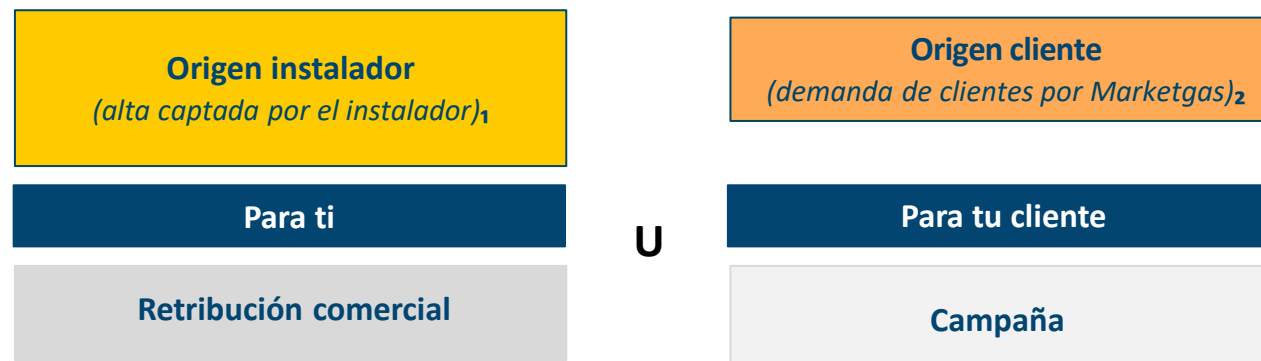 Origen instalador
(alta captada por el instalador)₁
Para ti
Retribución comercial
U
Origen cliente
(demanda de clientes por Marketgas)₂
Para tu cliente
Campaña